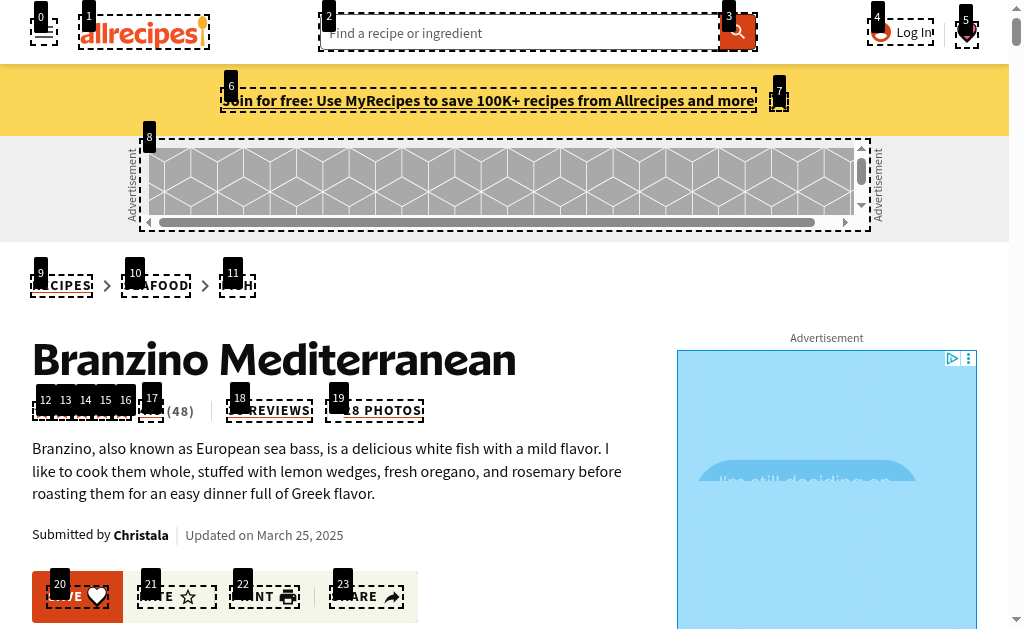 allrecipes
Find a recipe or ingredient
Log In
Join for free: Use MyRecipes to save 100K+ recipes from Allrecipes and more
Advertisement
Advertisement
0
1
2
3
4
5
6
7
8
9
10
11
RECIPES
SEAFOOD
FISH
Advertisement
Branzino Mediterranean
12 13 14 15 16 17 18 19
(48)
REVIEWS
28 PHOTOS
Branzino, also known as European sea bass, is a delicious white fish with a mild flavor. I
like to cook them whole, stuffed with lemon wedges, fresh oregano, and rosemary before
roasting them for an easy dinner full of Greek flavor.
Submitted by Christala
Updated on March 25, 2025
20 21 22 23
SAVE
RATE
PRINT
SHARE